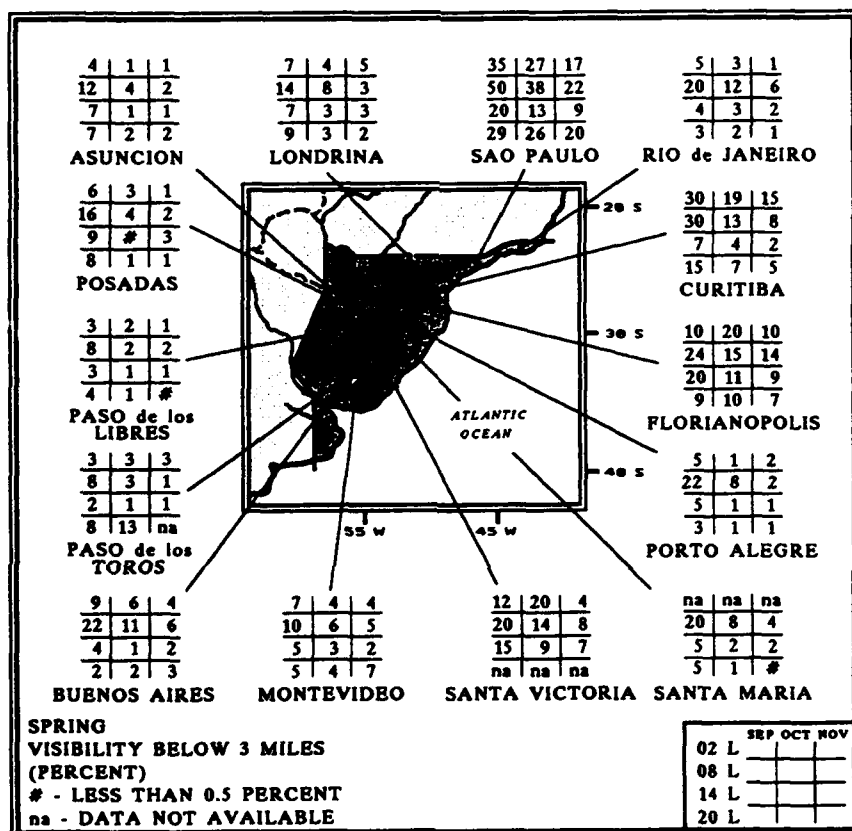 4 | 1 | 1
12 | 4 | 2
7 | 1 | 1
7 | 2 | 2
ASUNCION
7 | 4 | 5
14 | 8 | 3
7 | 3 | 3
9 | 3 | 2
LONDRINA
35 | 27 | 17
50 | 38 | 22
20 | 13 | 9
29 | 26 | 20
SAO PAULO
5 | 3 | 1
20 | 12 | 6
4 | 3 | 2
3 | 2 | 1
RIO de JANEIRO
6 | 3 | 1
16 | 4 | 2
9 | # | 3
8 | 1 | 1
POSADAS
30 | 19 | 15
30 | 13 | 8
7 | 4 | 2
15 | 7 | 5
CURITIBA
3 | 2 | 1
8 | 2 | 2
3 | 1 | 1
4 | 1 | #
PASO de los
LIBRES
10 | 20 | 10
24 | 15 | 14
20 | 11 | 9
9 | 10 | 7
FLORIANOPOLIS
3 | 3 | 3
8 | 3 | 1
2 | 1 | 1
8 | 13 | na
PASO de los
TOROS
5 | 1 | 2
22 | 8 | 2
5 | 1 | 1
3 | 1 | 1
PORTO ALEGRE
20 S
30 S
40 S
ATLANTIC
OCEAN
55 W
45 W
9 | 6 | 4
22 | 11 | 6
4 | 1 | 2
2 | 2 | 3
BUENOS AIRES
7 | 4 | 4
10 | 6 | 5
5 | 3 | 2
5 | 4 | 7
MONTEVIDEO
12 | 20 | 4
20 | 14 | 8
15 | 9 | 7
na | na | na
SANTA VICTORIA
na | na | na
20 | 8 | 4
5 | 2 | 2
5 | 1 | #
SANTA MARIA
SPRING
VISIBILITY BELOW 3 MILES
(PERCENT)
# - LESS THAN 0.5 PERCENT
na - DATA NOT AVAILABLE
SEP OCT NOV
02 L
08 L
14 L
20 L